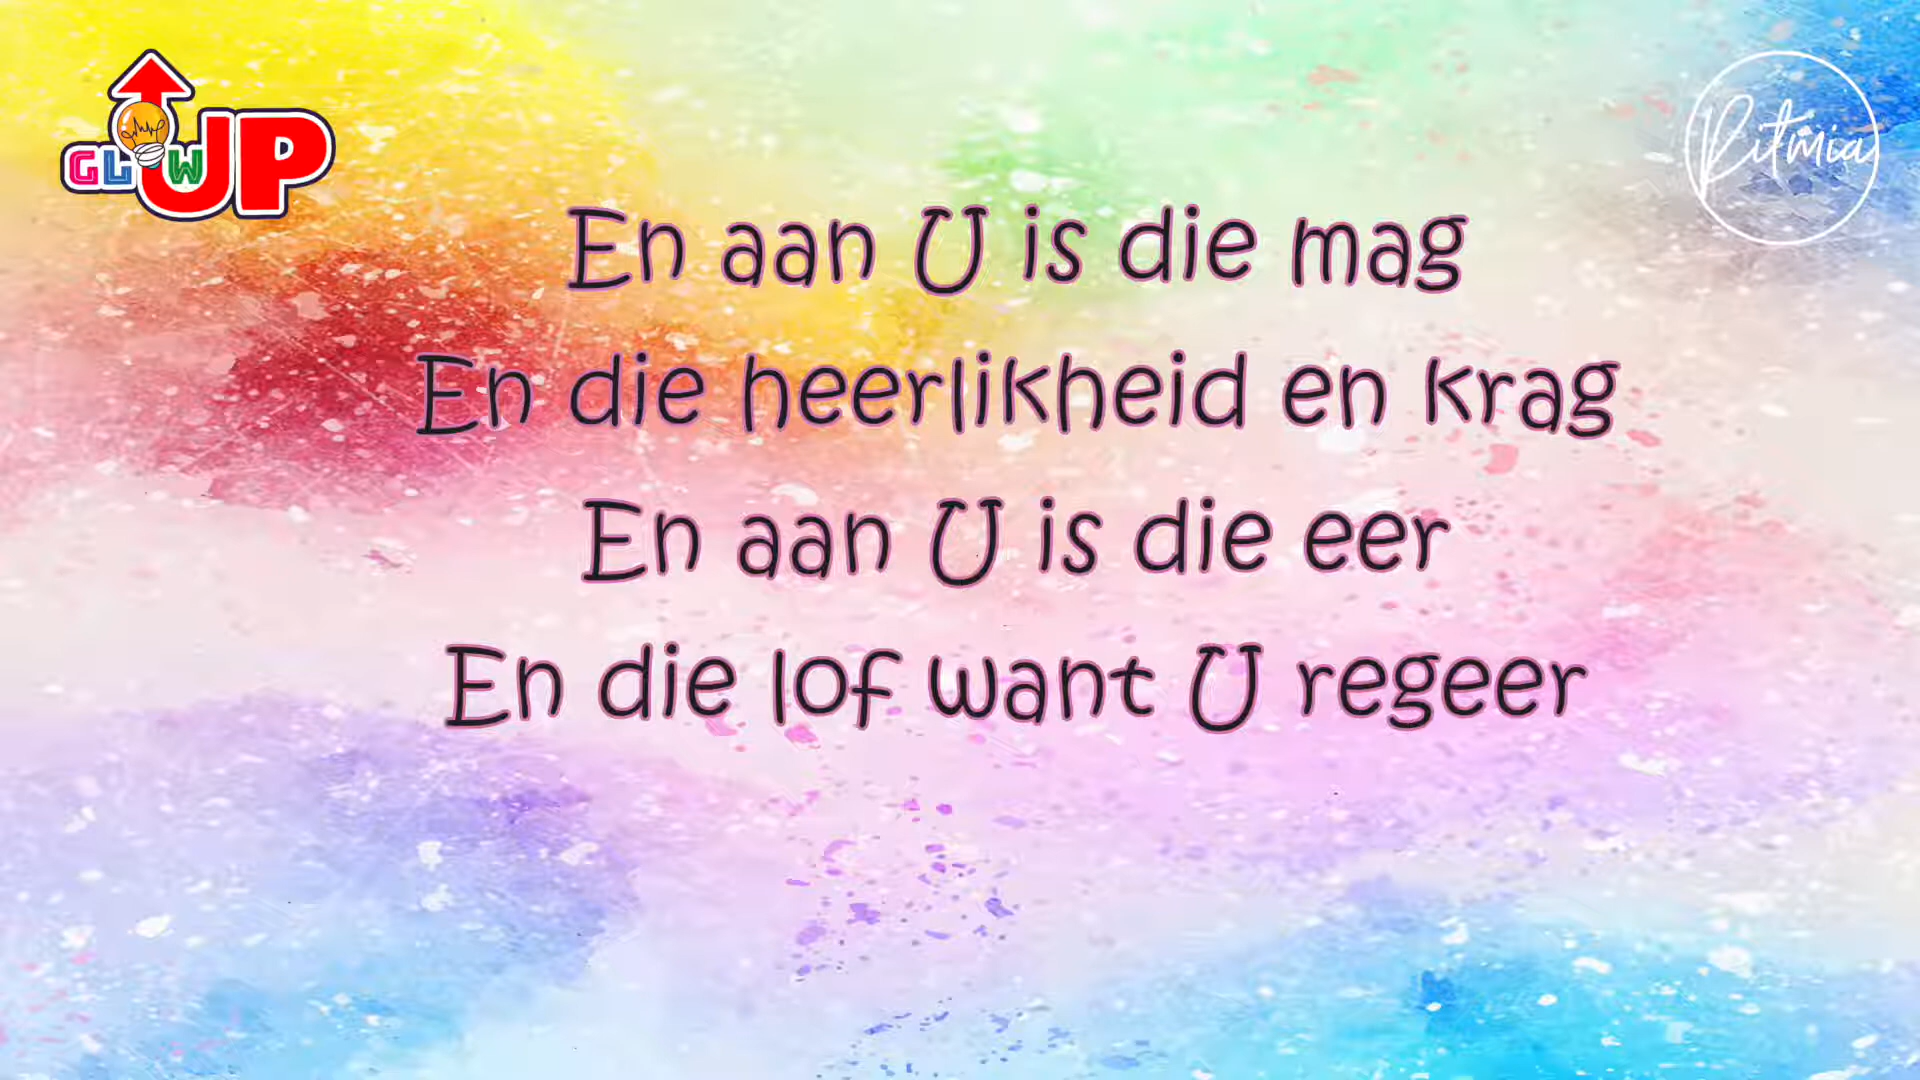 GLOW UP
Ritmia
En aan U is die mag
En die heerlikheid en krag
En aan U is die eer
En die lof want U regeer